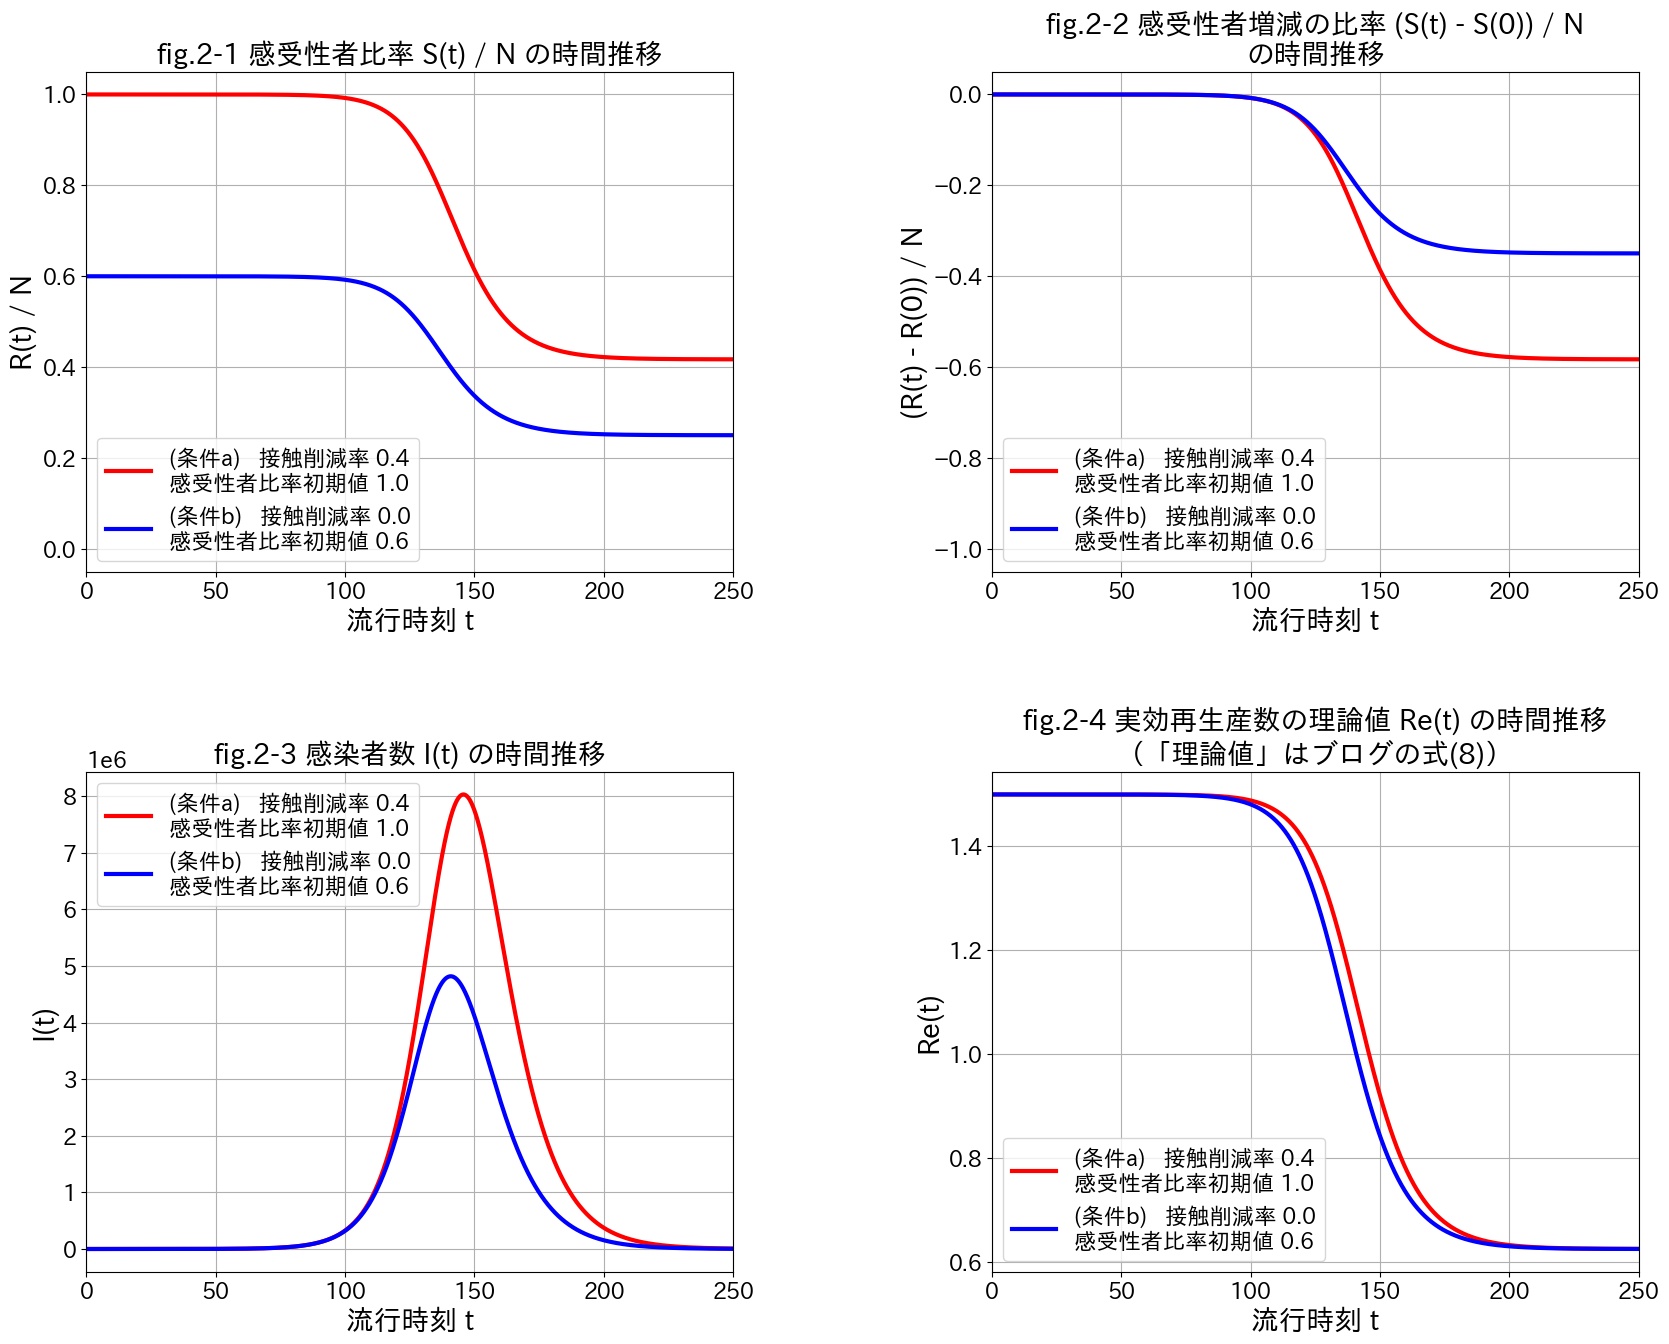 fig.2-1 感受性者比率 S(t) / N の時間推移
R(t) / N
1.0
0.8
0.6
0.4
0.2
0.0
(条件a) 接触削減率 0.4
感受性者比率初期値 1.0
(条件b) 接触削減率 0.0
感受性者比率初期値 0.6
0 50 100 150 200 250
流行時刻 t
fig.2-2 感受性者増減の比率 (S(t) - S(0)) / N
の時間推移
(R(t) - R(0)) / N
0.0
−0.2
−0.4
−0.6
−0.8
−1.0
(条件a) 接触削減率 0.4
感受性者比率初期値 1.0
(条件b) 接触削減率 0.0
感受性者比率初期値 0.6
0 50 100 150 200 250
流行時刻 t
fig.2-3 感染者数 I(t) の時間推移
1e6
I(t)
8
7
6
5
4
3
2
1
0
(条件a) 接触削減率 0.4
感受性者比率初期値 1.0
(条件b) 接触削減率 0.0
感受性者比率初期値 0.6
0 50 100 150 200 250
流行時刻 t
fig.2-4 実効再生産数の理論値 Re(t) の時間推移
（「理論値」はブログの式(8)）
Re(t)
1.4
1.2
1.0
0.8
0.6
(条件a) 接触削減率 0.4
感受性者比率初期値 1.0
(条件b) 接触削減率 0.0
感受性者比率初期値 0.6
0 50 100 150 200 250
流行時刻 t